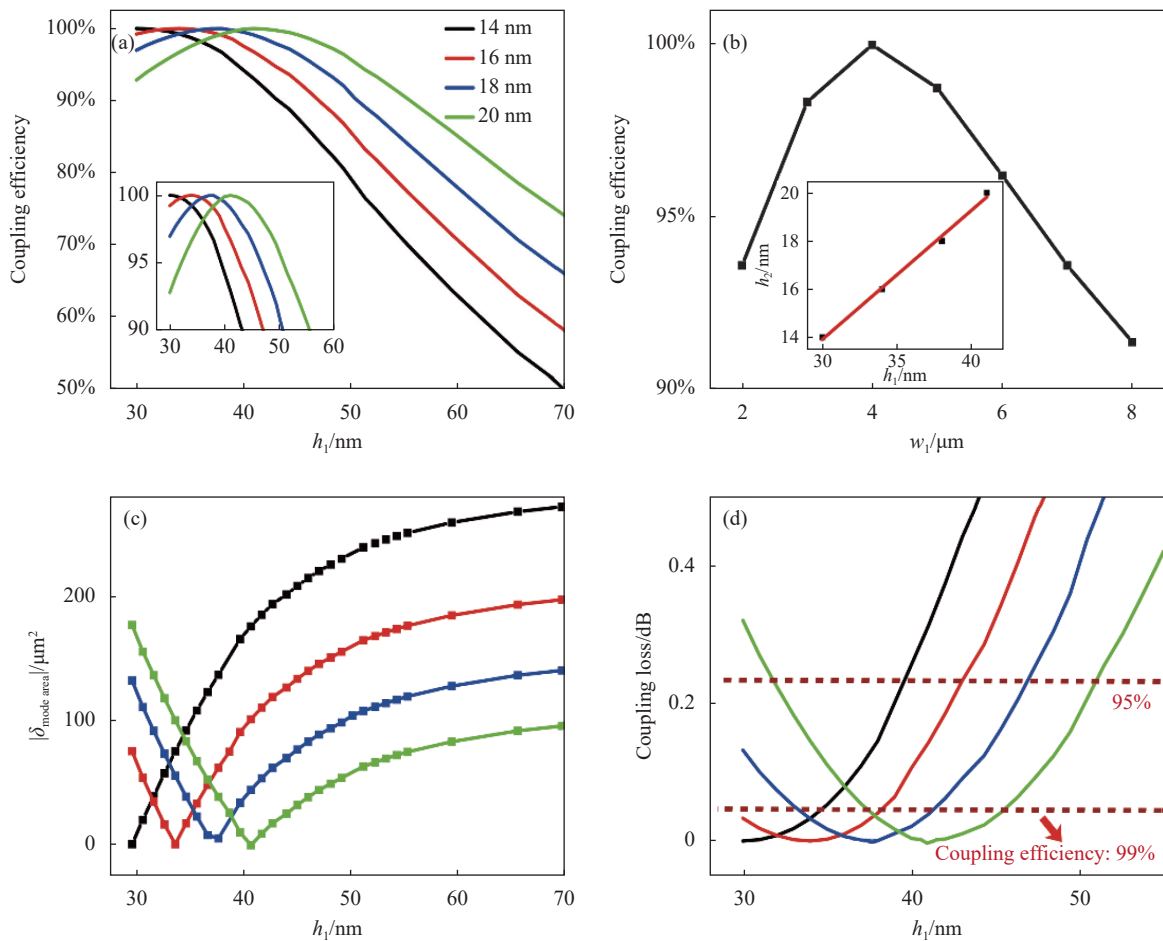 (a)
100%
90%
80%
70%
60%
50%
Coupling efficiency
14 nm
16 nm
18 nm
20 nm
100
95
90
30 40 50 60
30 40 50 60 70
h₁/nm
(b)
100%
95%
90%
Coupling efficiency
20
18
16
14
h₂/nm
30 35 40
h₁/nm
2 4 6 8
w₁/μm
(c)
200
100
0
|δmode area|/μm²
30 40 50 60 70
h₁/nm
(d)
0.4
0.2
0
Coupling loss/dB
95%
Coupling efficiency: 99%
30 40 50
h₁/nm